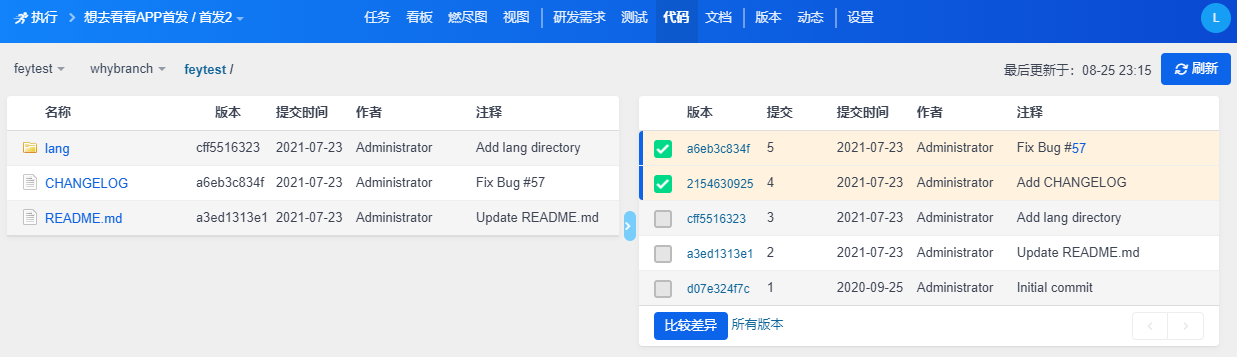 执行 想去看看APP首发 / 首发2 任务 看板 燃尽图 视图 研发需求 测试 代码 文档 版本 动态 设置 L
feytest whybranch feytest / 最后更新于：08-25 23:15 刷新
名称 版本 提交时间 作者 注释
lang cff5516323 2021-07-23 Administrator Add lang directory
CHANGELOG a6eb3c834f 2021-07-23 Administrator Fix Bug #57
README.md a3ed1313e1 2021-07-23 Administrator Update README.md
版本 提交 提交时间 作者 注释
a6eb3c834f 5 2021-07-23 Administrator Fix Bug #57
2154630925 4 2021-07-23 Administrator Add CHANGELOG
cff5516323 3 2021-07-23 Administrator Add lang directory
a3ed1313e1 2 2021-07-23 Administrator Update README.md
d07e324f7c 1 2020-09-25 Administrator Initial commit
比较差异 所有版本